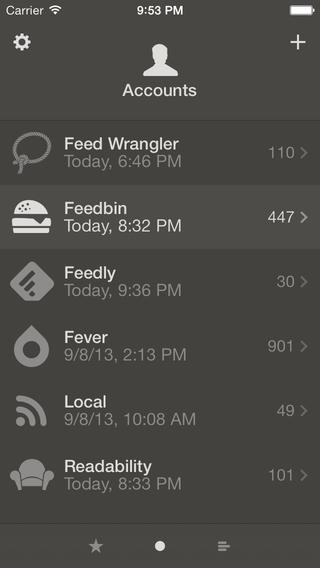 Carrier 9:53 PM
Accounts
Feed Wrangler
Today, 6:46 PM
110
Feedbin
Today, 8:32 PM
447
Feedly
Today, 9:36 PM
30
Fever
9/8/13, 2:13 PM
901
Local
9/8/13, 10:08 AM
49
Readability
Today, 8:33 PM
101